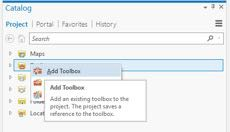 Catalog
Project Portal Favorites History
Search
Maps
Add Toolbox
Add Toolbox
Add an existing toolbox to the
project. The project saves a
reference to the toolbox.